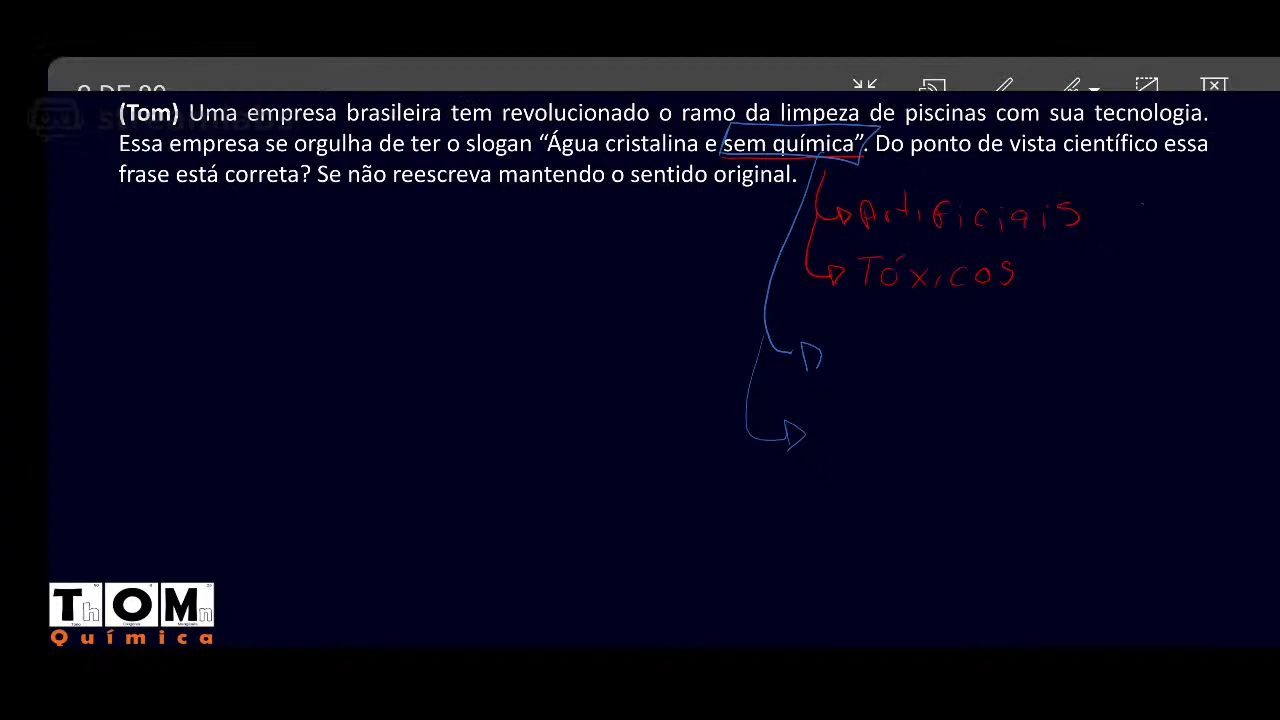 (Tom) Uma empresa brasileira tem revolucionado o ramo da limpeza de piscinas com sua tecnologia.
Essa empresa se orgulha de ter o slogan “Água cristalina e sem química”. Do ponto de vista científico essa
frase está correta? Se não reescreva mantendo o sentido original.
Artificiais
Tóxicos
TOM
Th n
Química